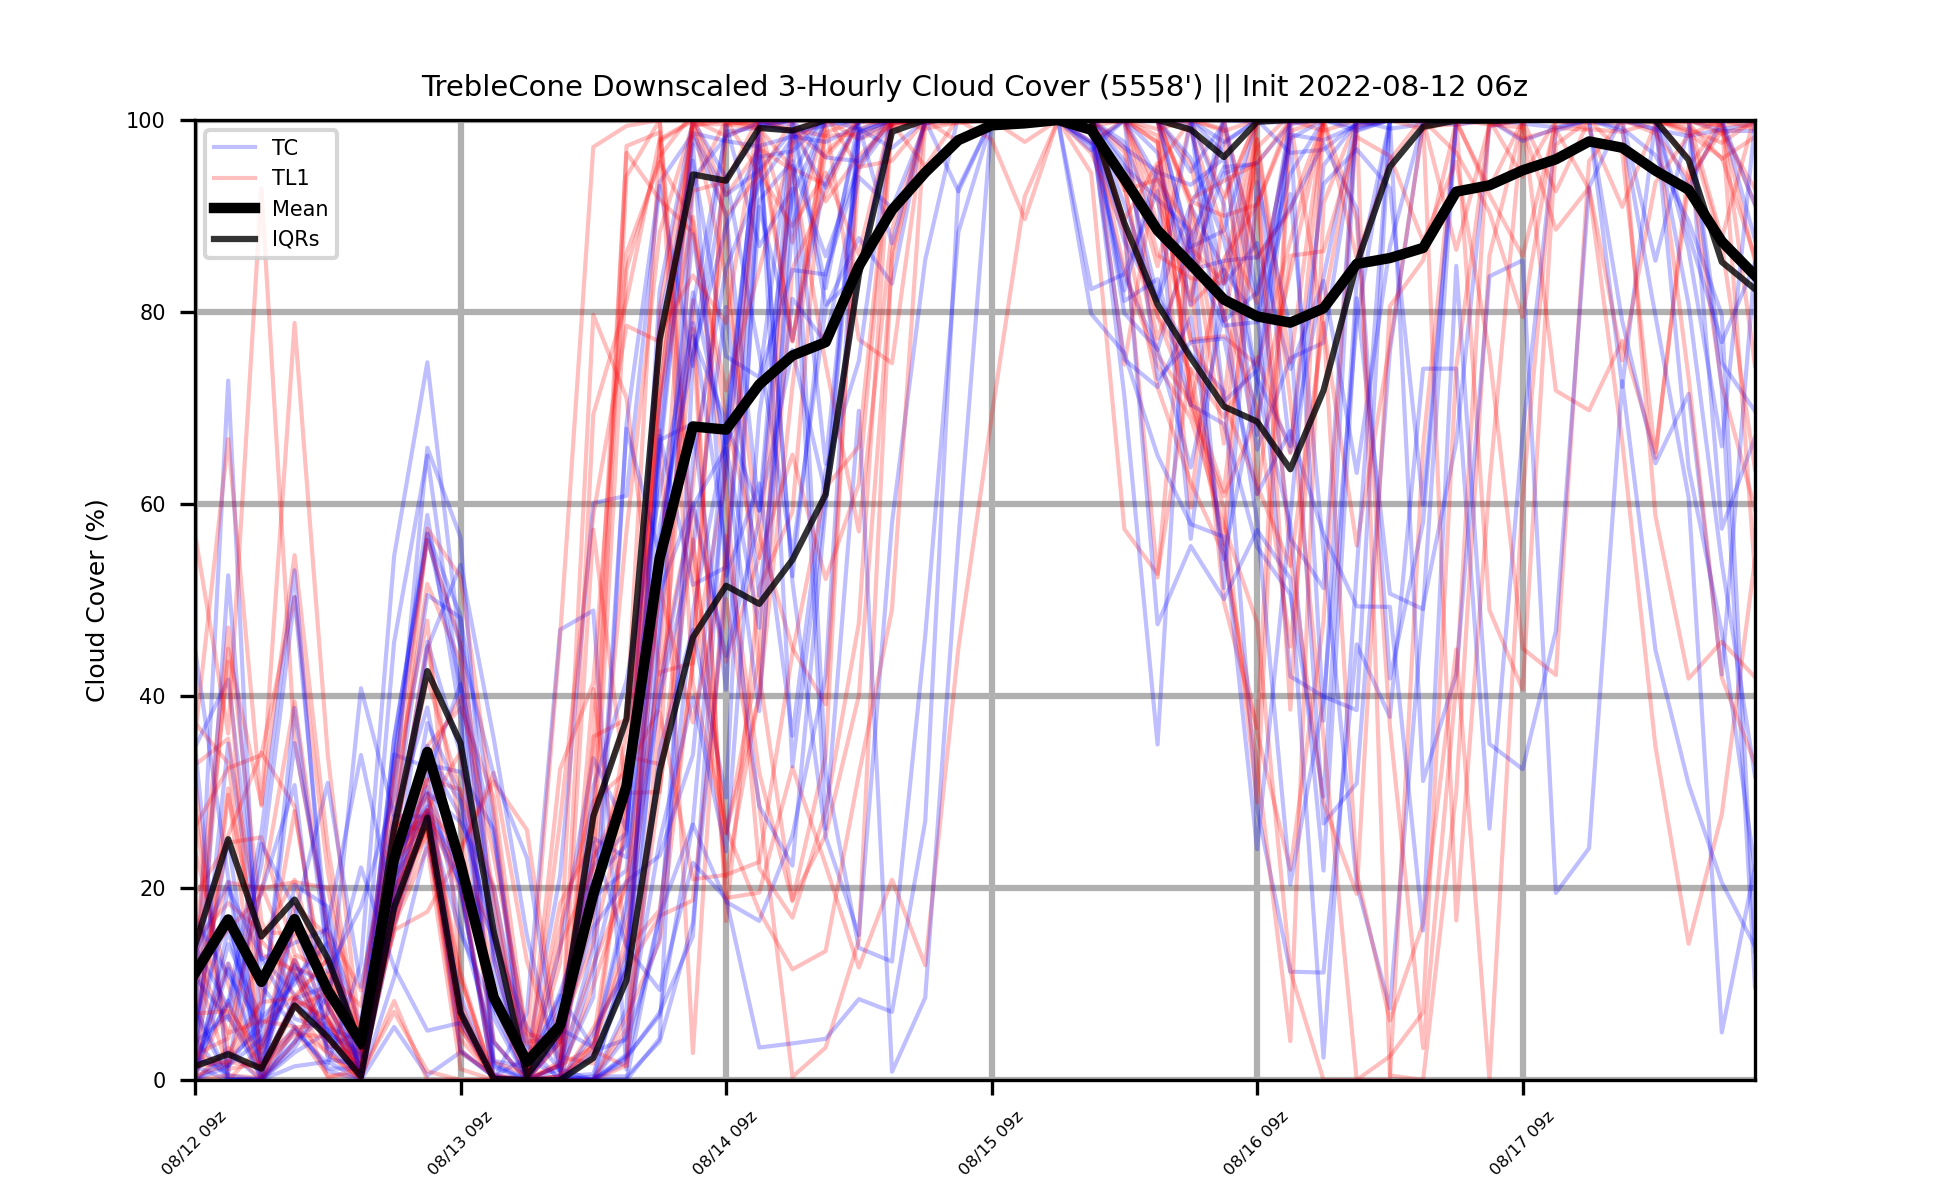 TrebleCone Downscaled 3-Hourly Cloud Cover (5558') || Init 2022-08-12 06z
100
80
60
40
20
0
Cloud Cover (%)
TC
TL1
Mean
IQRs
08/12 09z
08/13 09z
08/14 09z
08/15 09z
08/16 09z
08/17 09z